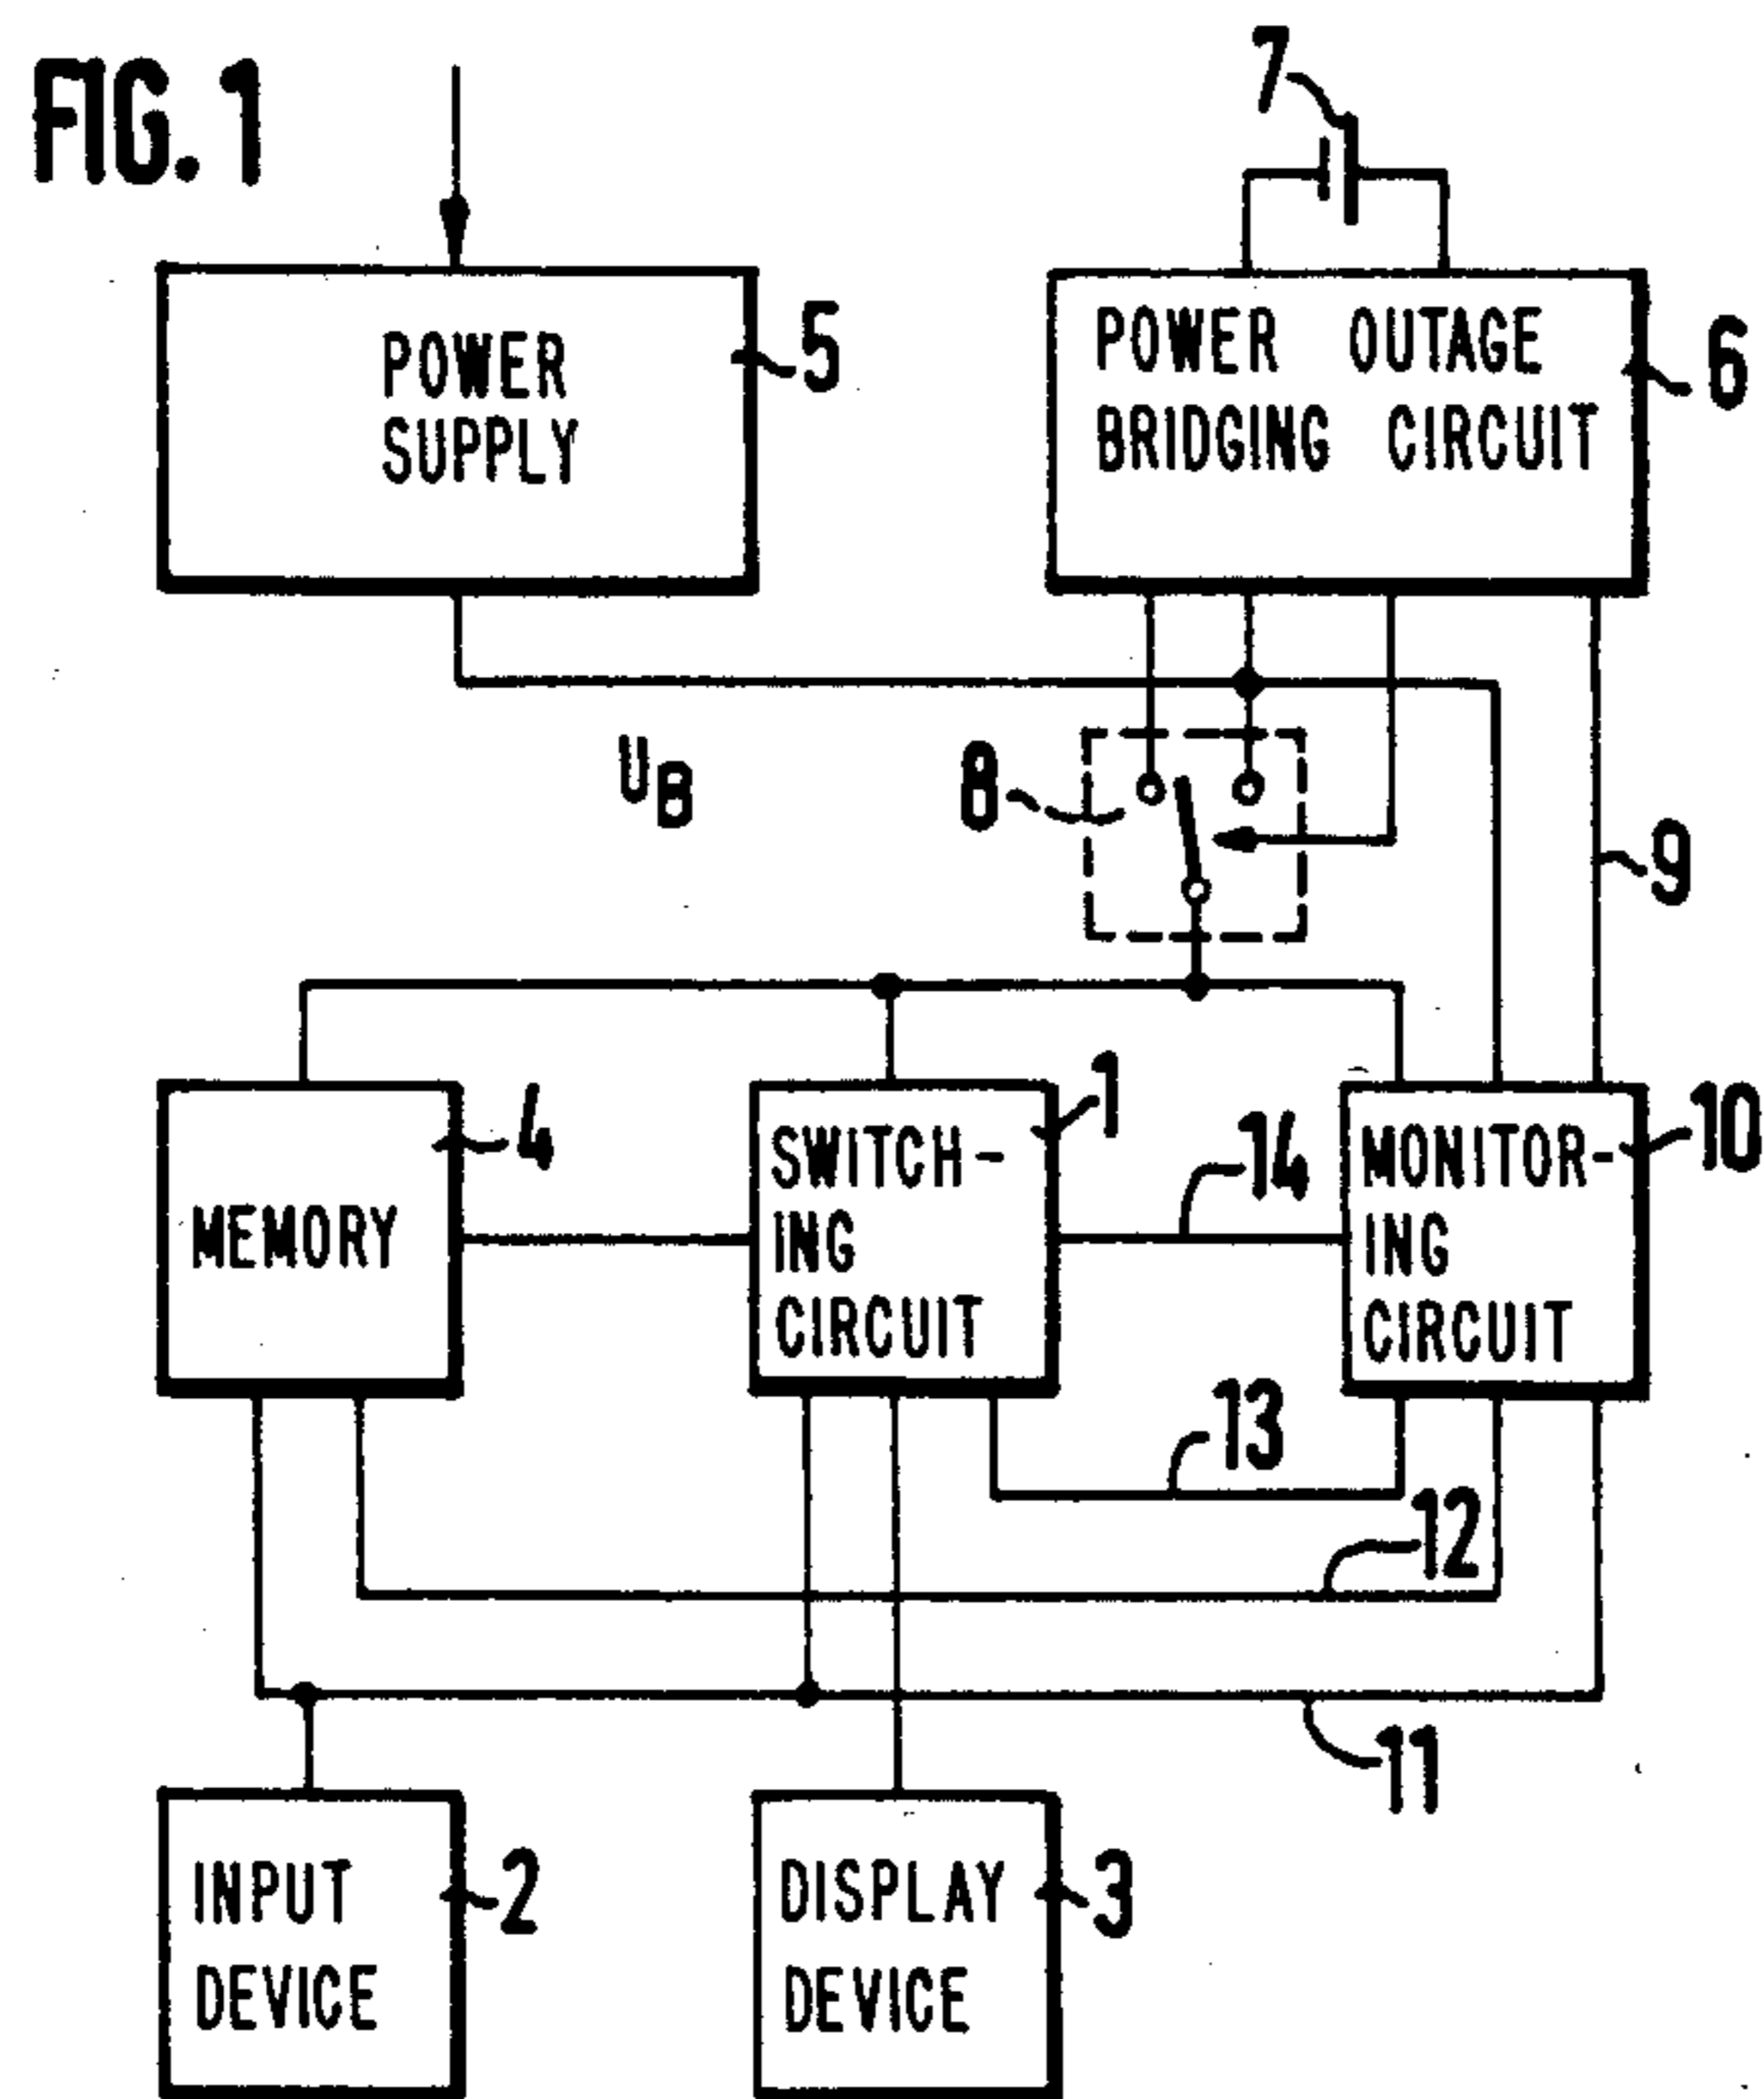 FIG. 1
7
POWER
SUPPLY
5
POWER OUTAGE
BRIDGING CIRCUIT
6
UB
8
9
MEMORY
4
SWITCH-
ING
CIRCUIT
1
14
MONITOR-
ING
CIRCUIT
10
13
12
11
INPUT
DEVICE
2
DISPLAY
DEVICE
3